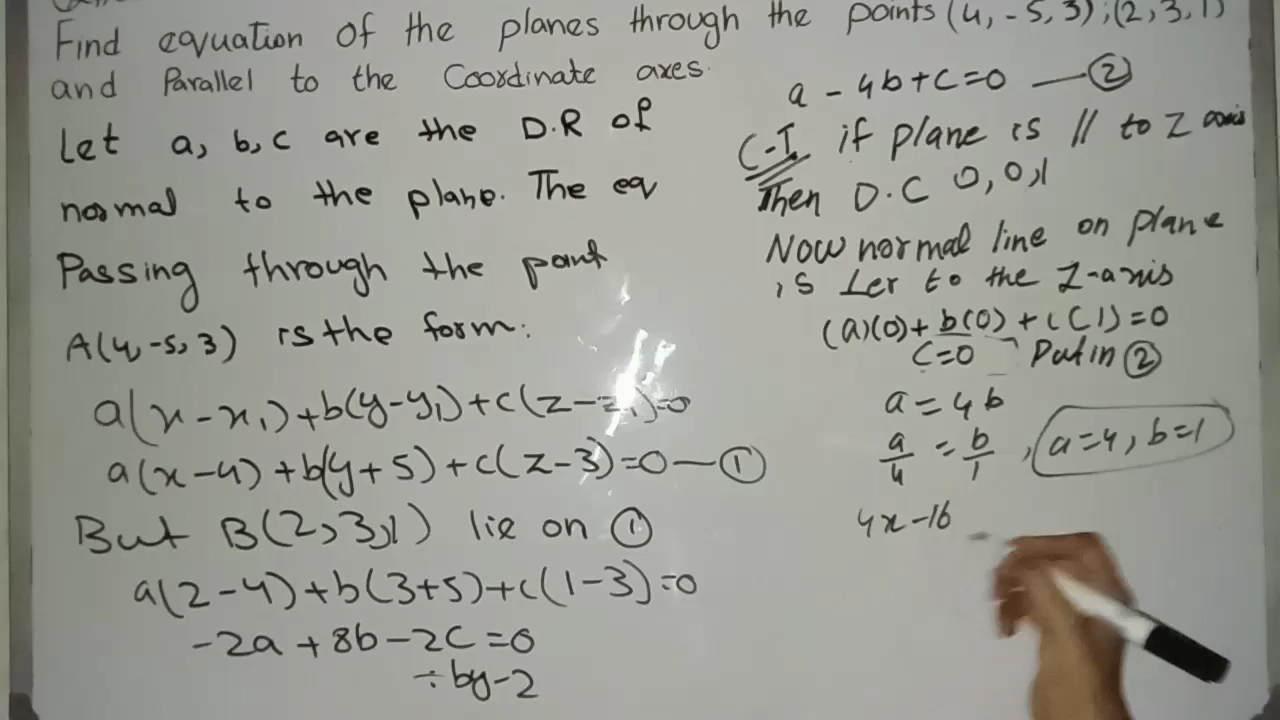 Find equation of the planes through the points (4, -5, 3); (2, 3, 1)
and Parallel to the Coordinate axes.
Let a, b, c are the D.R of
normal to the plane. The eq
Passing through the point
A(4, -5, 3) is the form:
a(x-x₁)+b(y-y₁)+c(z-z₁)=0
a(x-4)+b(y+5)+c(z-3)=0—①
But B(2,3,1) lie on ①
a(2-4)+b(3+5)+c(1-3)=0
-2a+8b-2c=0
÷by-2
a-4b+c=0—②
C-I if plane is // to Z axis
Then D.C 0,0,1
Now normal line on plane
is Ler to the Z-axis
(a)(0)+b(0)+c(1)=0
C=0 Put in ②
a=4b
a/4 = b/1, a=4, b=1
4x-16